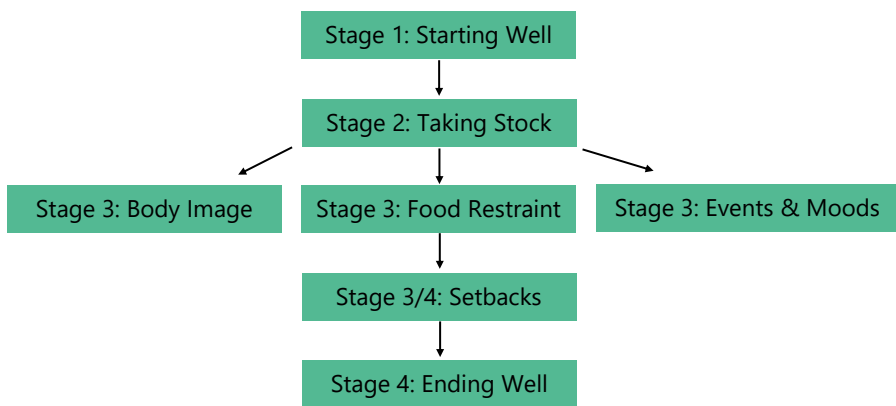 Stage 1: Starting Well
Stage 2: Taking Stock
Stage 3: Body Image
Stage 3: Food Restraint
Stage 3: Events & Moods
Stage 3/4: Setbacks
Stage 4: Ending Well